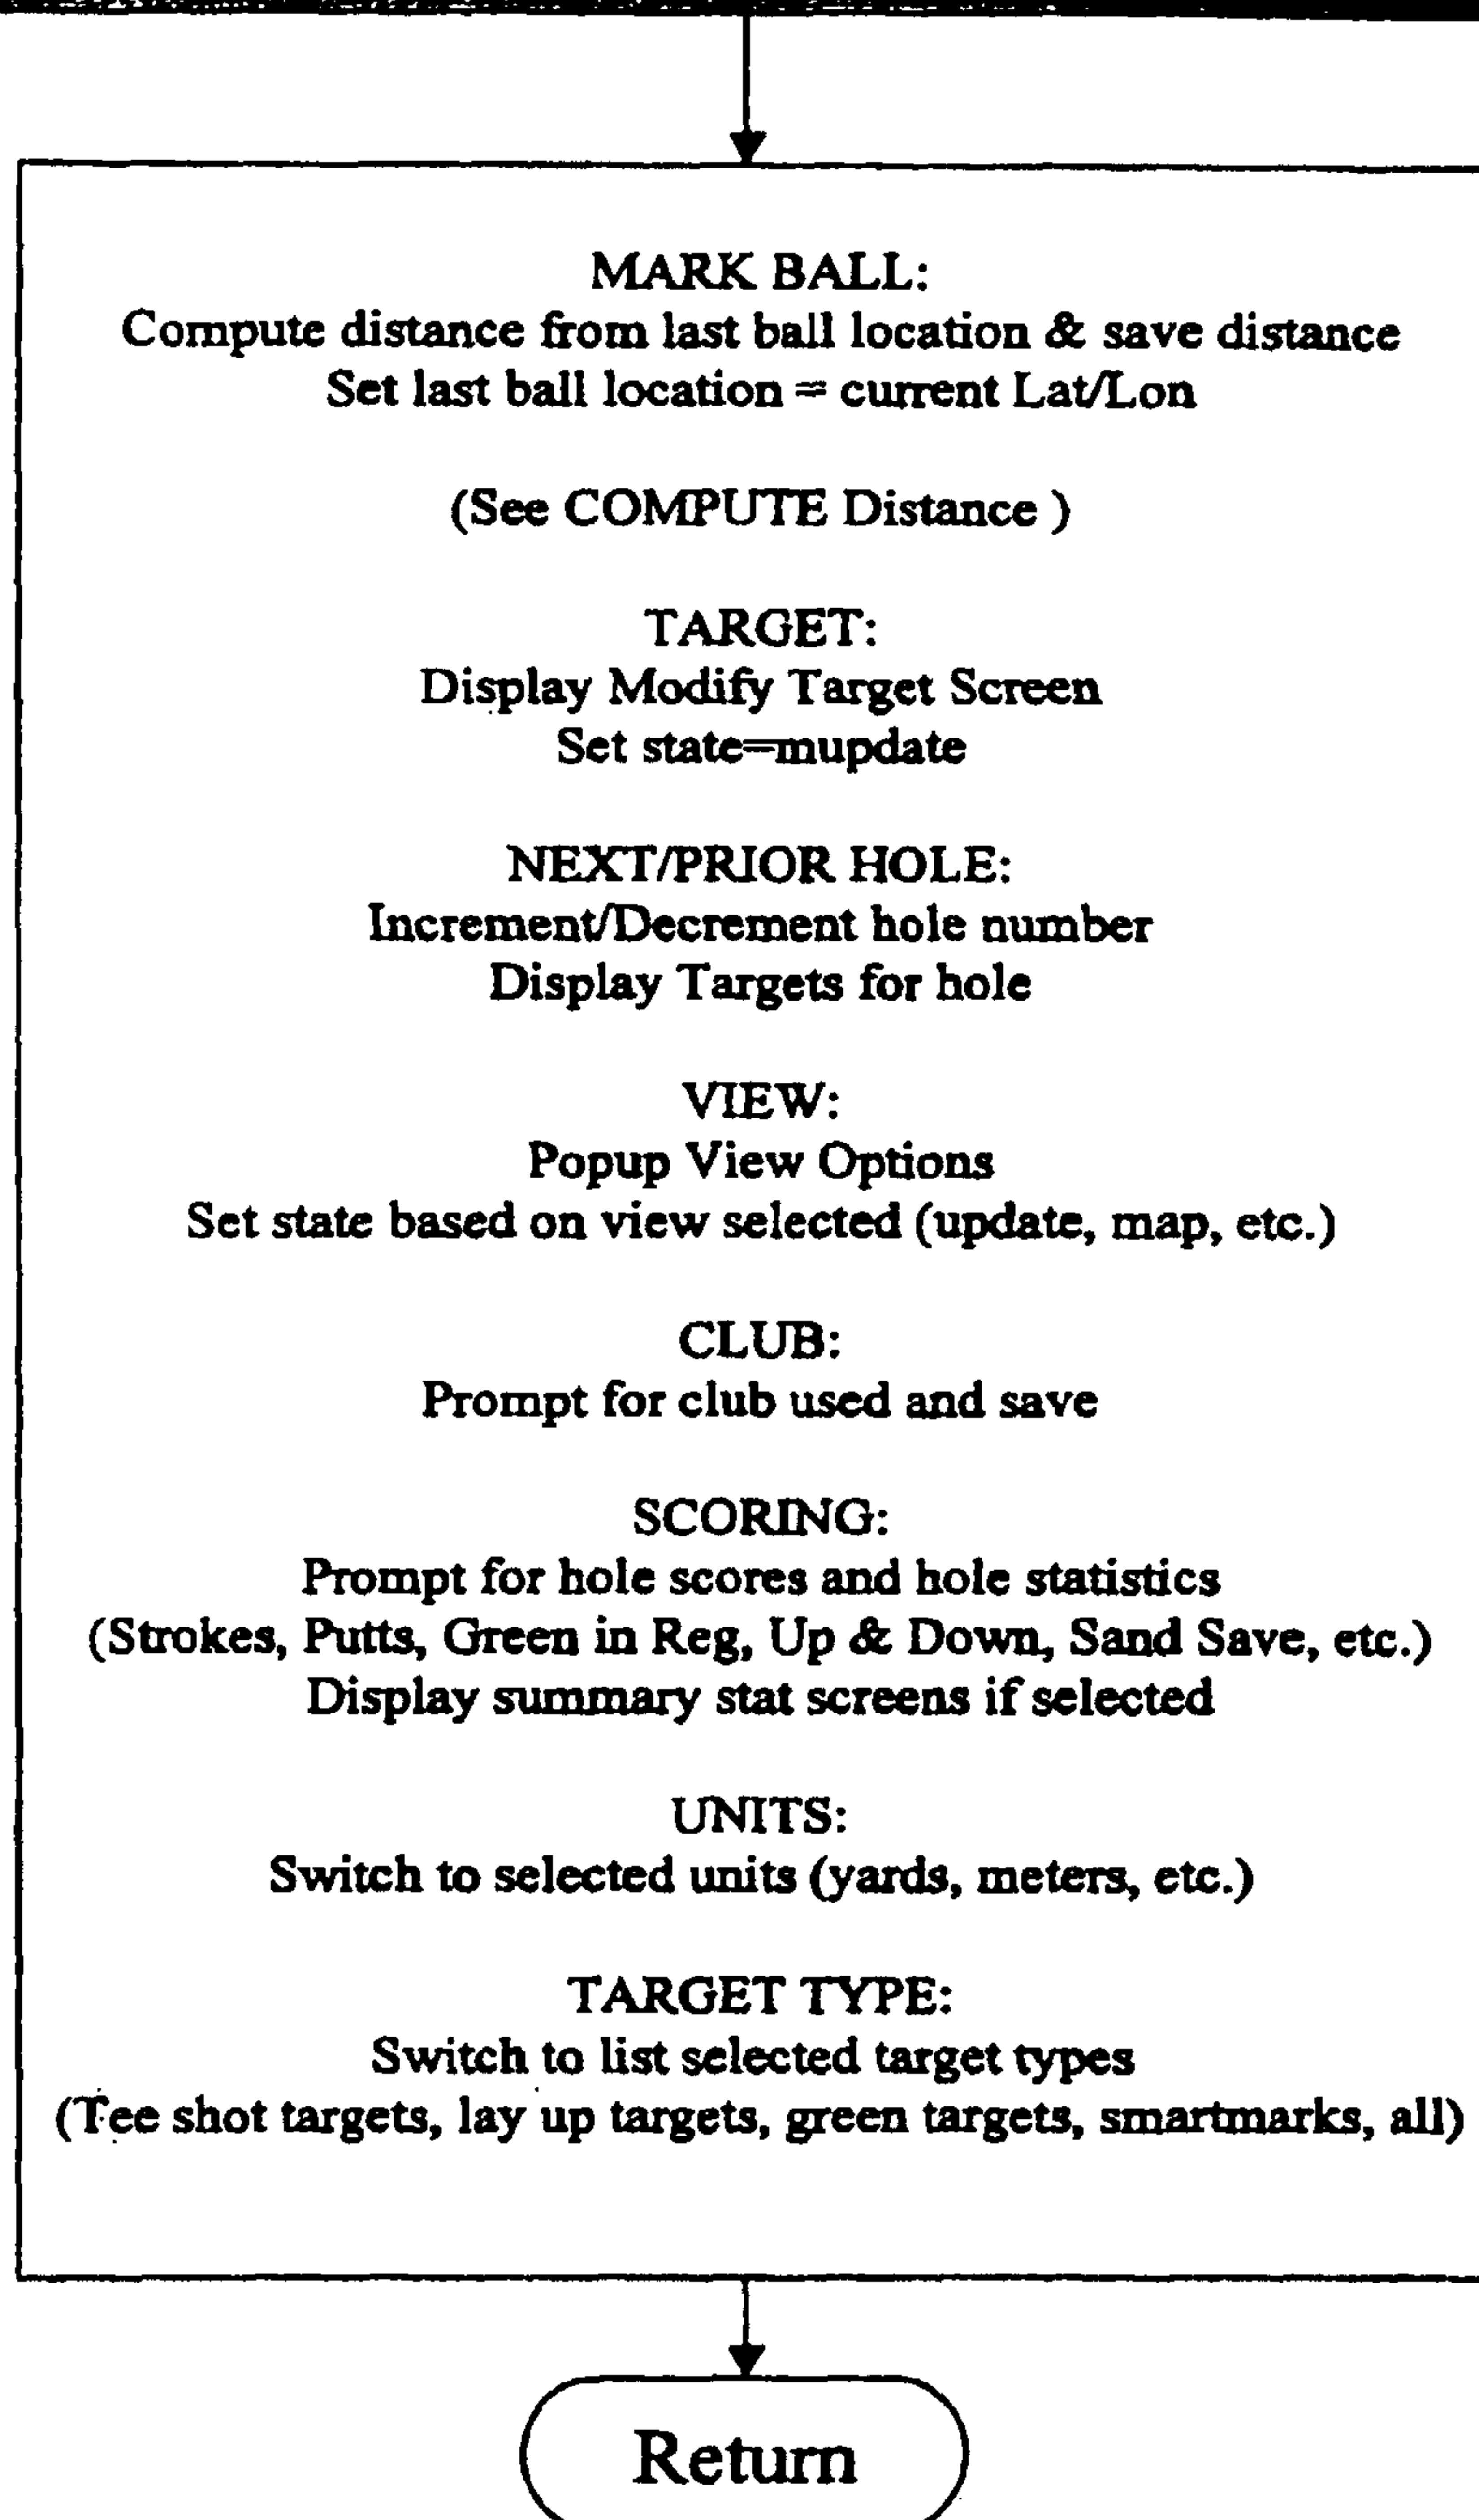 MARK BALL:
Compute distance from last ball location & save distance
Set last ball location = current Lat/Lon
(See COMPUTE Distance )
TARGET:
Display Modify Target Screen
Set state=mupdate
NEXT/PRIOR HOLE:
Increment/Decrement hole number
Display Targets for hole
VIEW:
Popup View Options
Set state based on view selected (update, map, etc.)
CLUB:
Prompt for club used and save
SCORING:
Prompt for hole scores and hole statistics
(Strokes, Putts, Green in Reg, Up & Down, Sand Save, etc.)
Display summary stat screens if selected
UNITS:
Switch to selected units (yards, meters, etc.)
TARGET TYPE:
Switch to list selected target types
(Tee shot targets, lay up targets, green targets, smartmarks, all)
Return